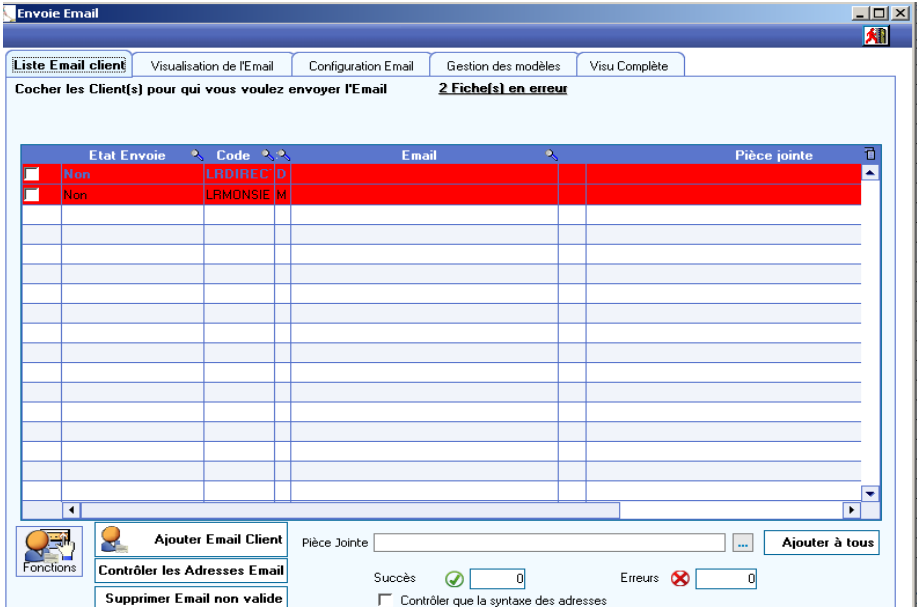 Envoie Email
Liste Email client Visualisation de l'Email Configuration Email Gestion des modèles Visu Complète
Cocher les Client(s) pour qui vous voulez envoyer l'Email 2 Fiche(s) en erreur
Etat Envoie Code Email Pièce jointe
Non LRDIREC D
Non LRMONSIE M
Fonctions
Ajouter Email Client
Pièce Jointe ... Ajouter à tous
Contrôler les Adresses Email
Succès 0 Erreurs 0
Supprimer Email non valide
Contrôler que la syntaxe des adresses